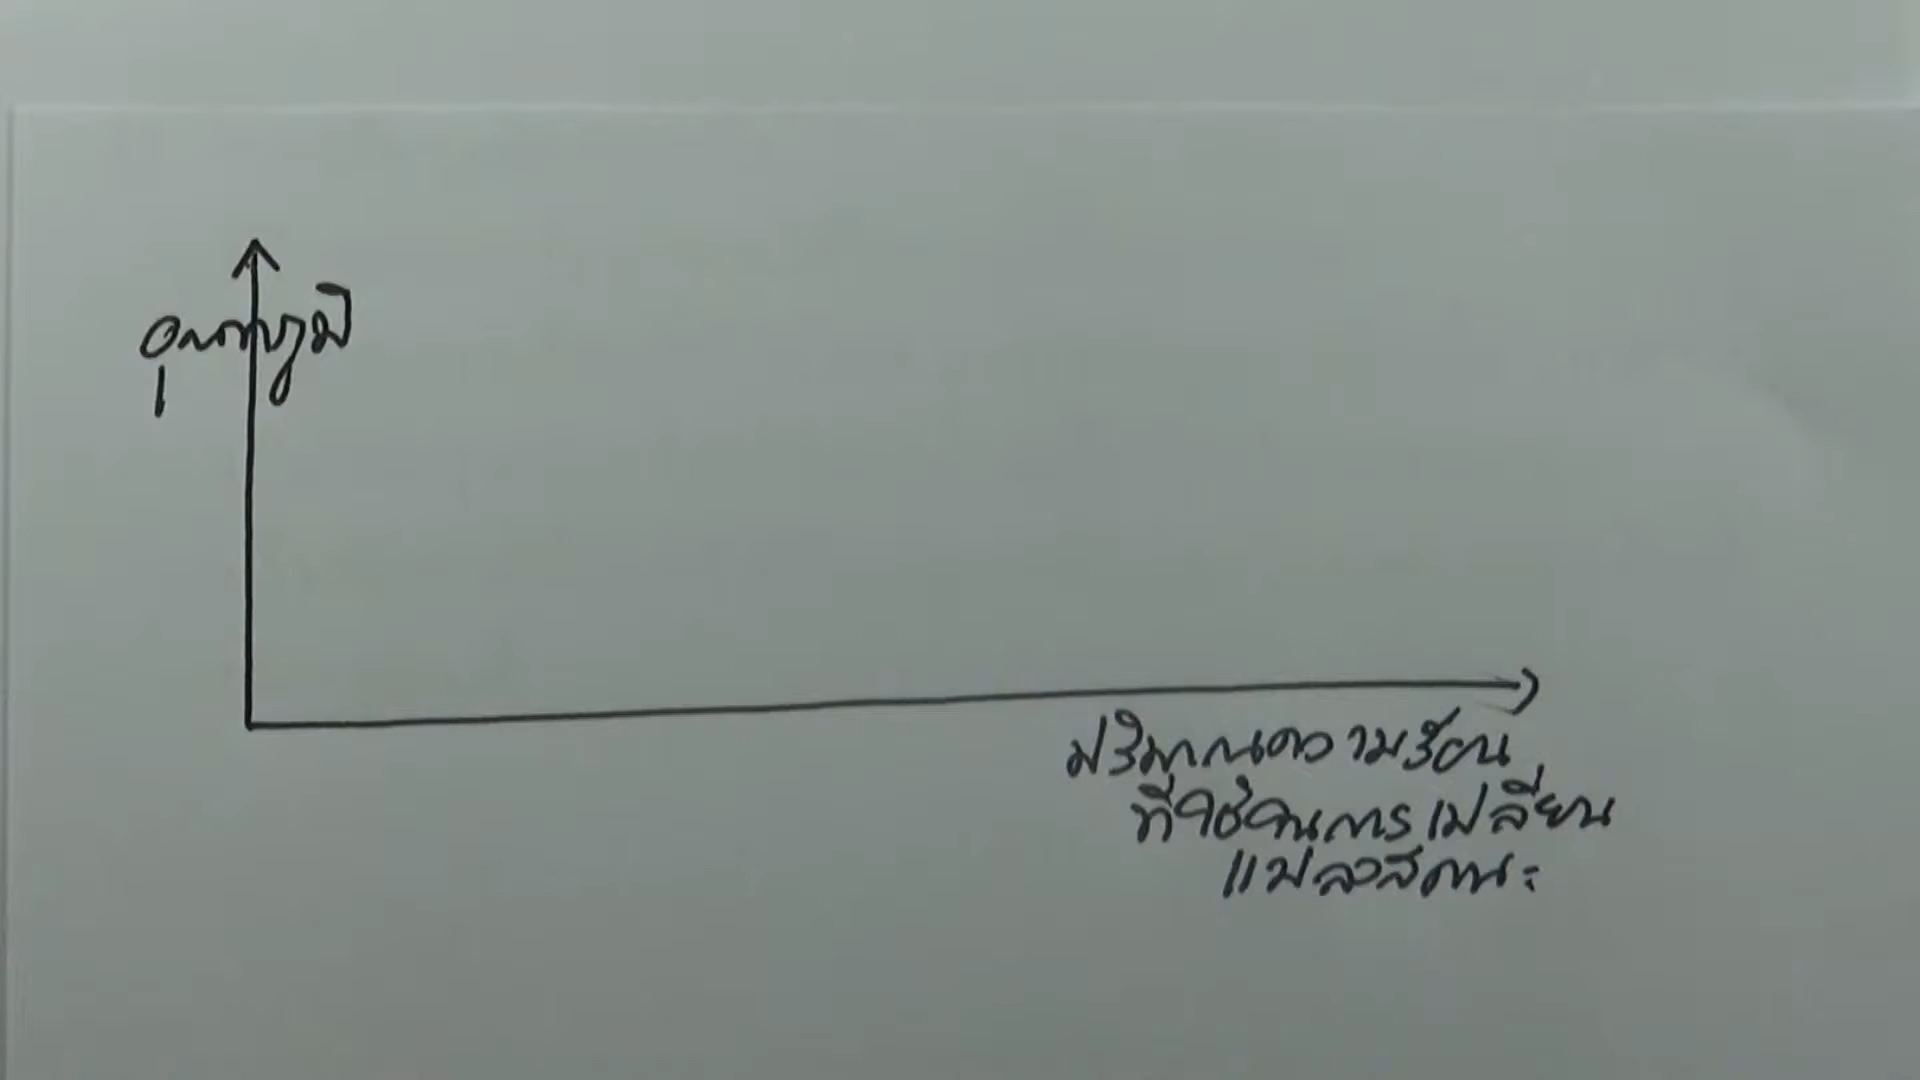 อุณหภูมิ
ปริมาณความร้อน
ที่ใช้ในการเปลี่ยน
แปลงสถานะ